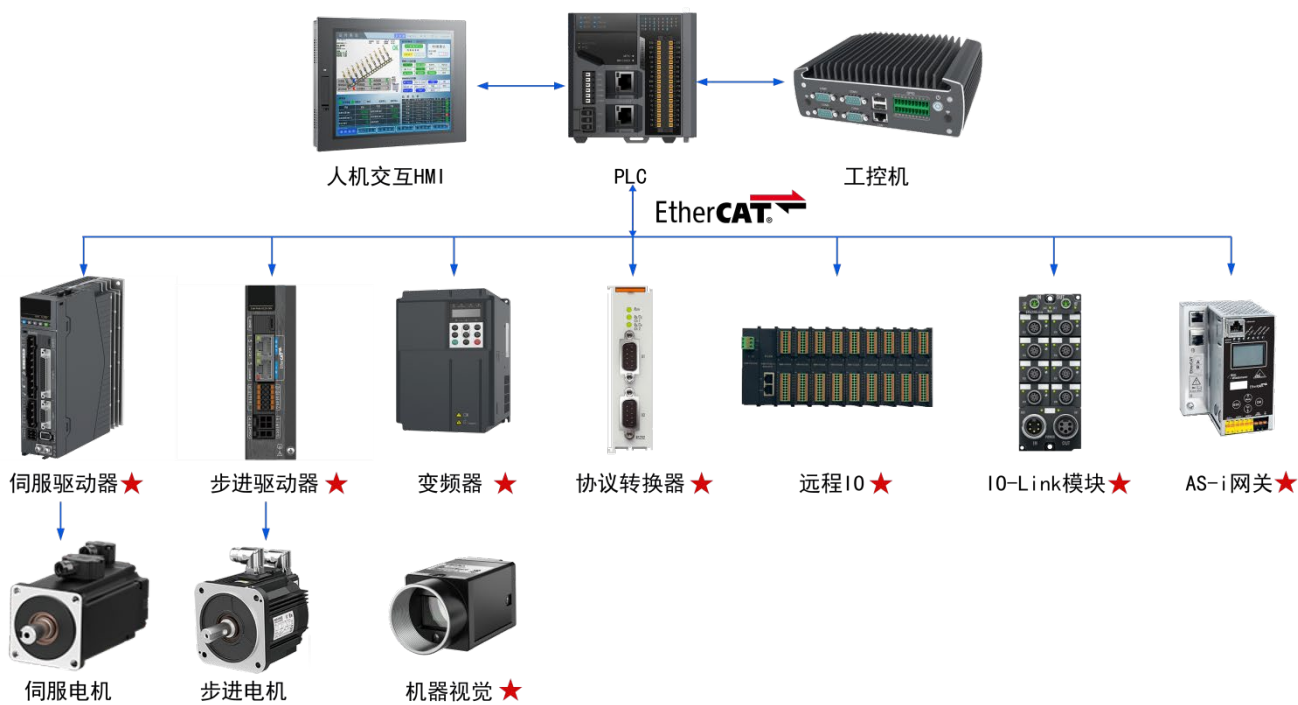 人机交互HMI
PLC
工控机
EtherCAT®
伺服驱动器★
步进驱动器★
变频器 ★
协议转换器★
远程IO★
IO-Link模块★
AS-i网关★
伺服电机
步进电机
机器视觉★